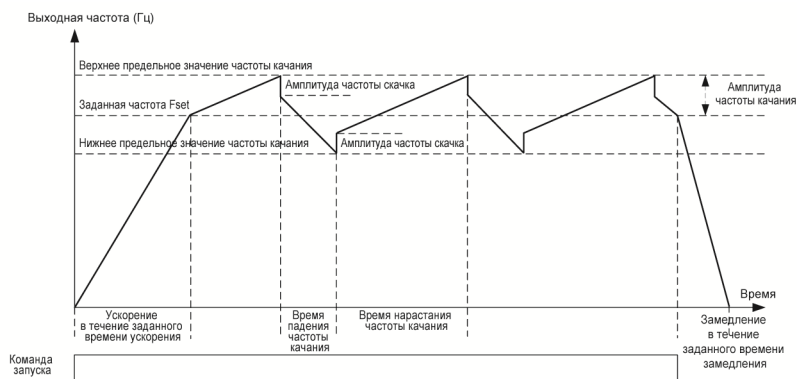 Выходная частота (Гц)
Верхнее предельное значение частоты качания
Амплитуда частоты скачка
Амплитуда
частоты качания
Заданная частота Fset
Нижнее предельное значение частоты качания
Амплитуда частоты скачка
Время
Ускорение
в течение заданного
времени ускорения
Время
падения
частоты
качания
Время нарастания
частоты качания
Замедление
в течение
заданного времени
замедления
Команда
запуска